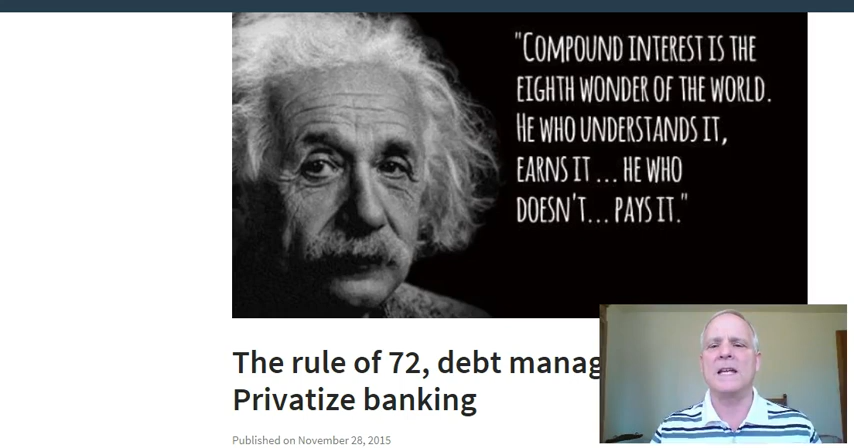 "COMPOUND INTEREST IS THE
EIGHTH WONDER OF THE WORLD.
HE WHO UNDERSTANDS IT,
EARNS IT ... HE WHO
DOESN'T... PAYS IT."
The rule of 72, debt manag
Privatize banking
Published on November 28, 2015